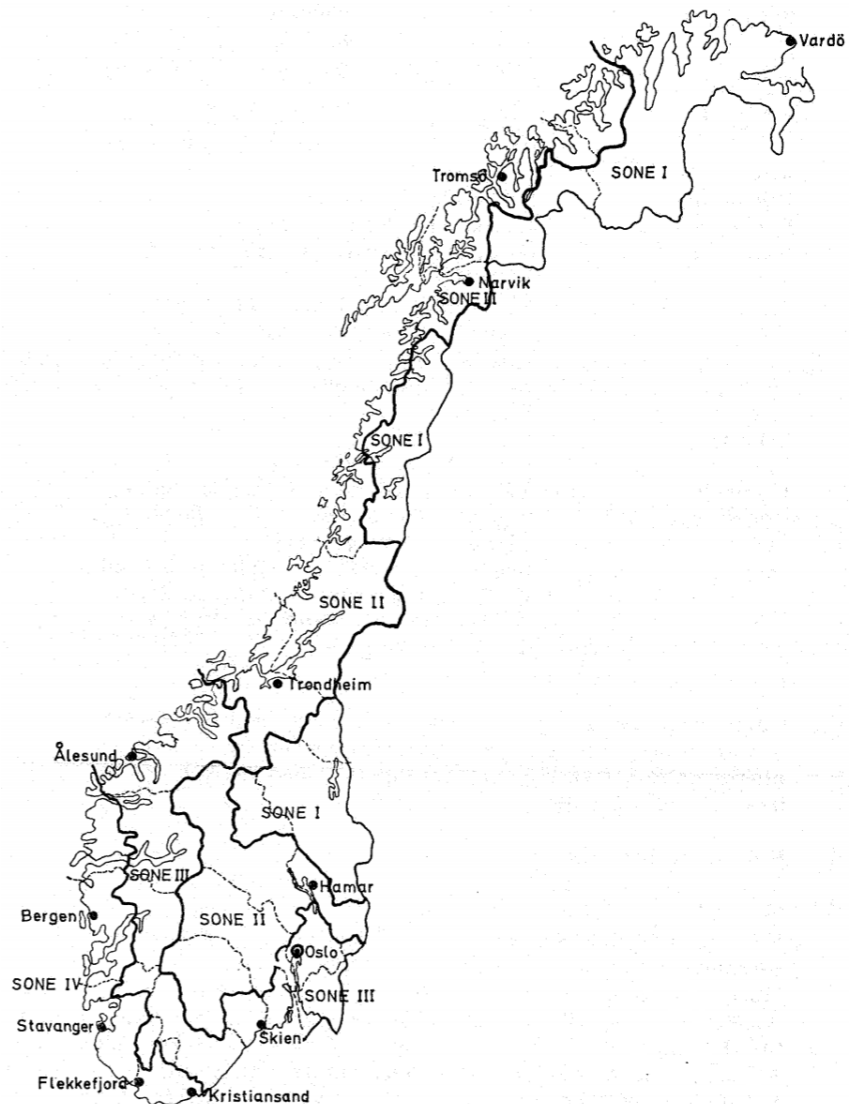 Vardö
Tromsö
SONE I
Narvik
SONE II
SONE I
SONE II
Trondheim
Ålesund
SONE I
SONE III
Hamar
SONE II
Bergen
Oslo
SONE IV
SONE III
Stavanger
Skien
Flekkefjord
Kristiansand